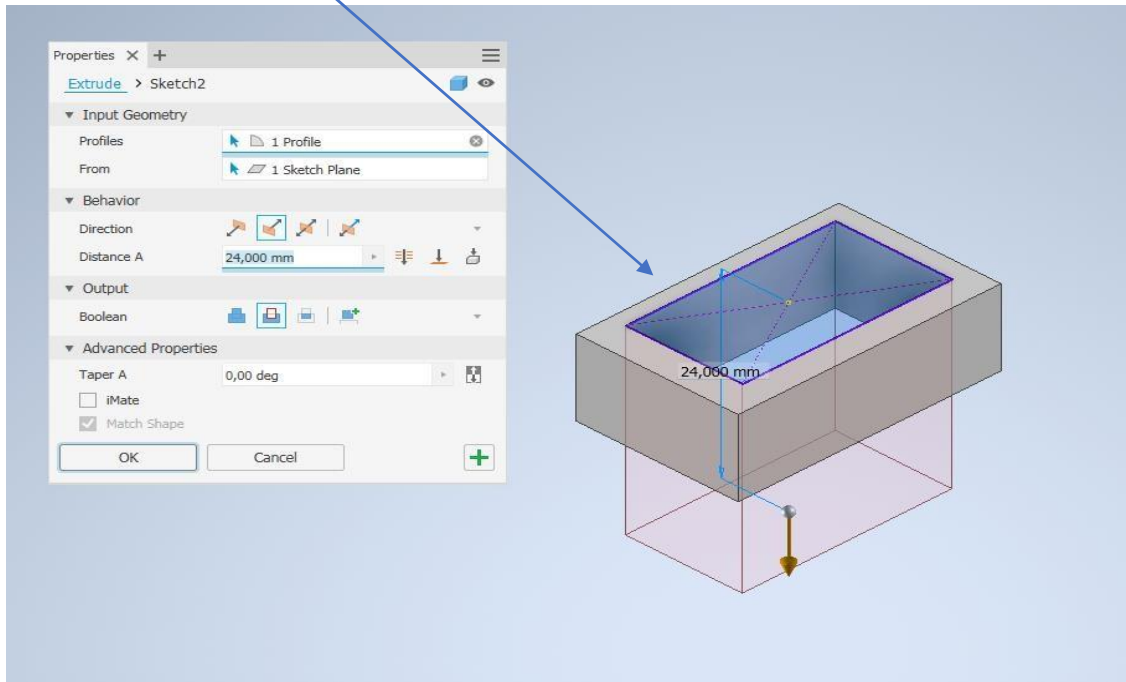 Properties
Extrude > Sketch2
Input Geometry
Profiles 1 Profile
From 1 Sketch Plane
Behavior
Direction
Distance A 24,000 mm
Output
Boolean
Advanced Properties
Taper A 0,00 deg
iMate
Match Shape
OK Cancel
24,000 mm